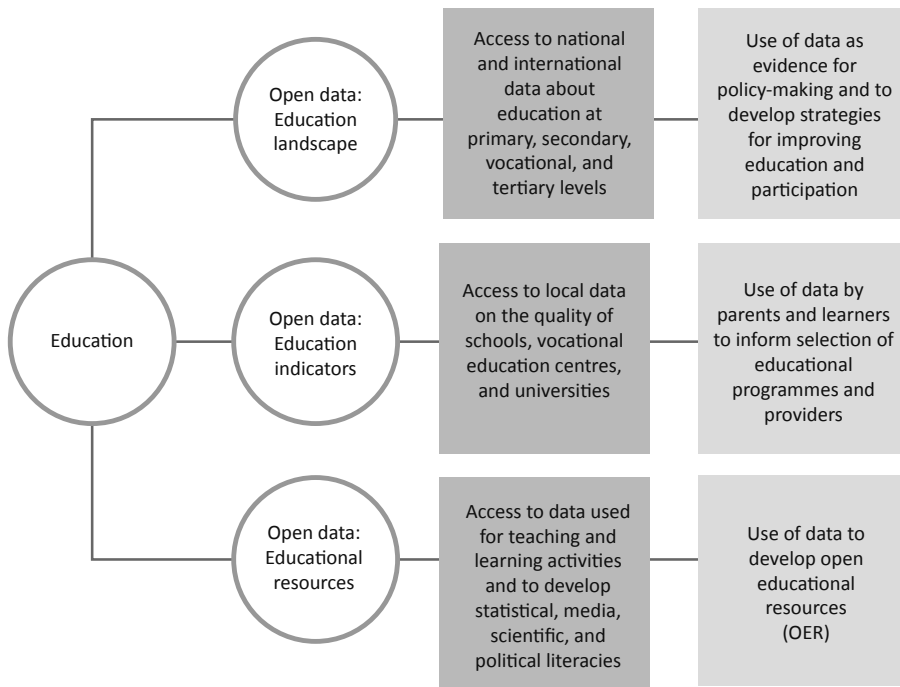 Education
Open data:
Education
landscape
Access to national
and international
data about
education at
primary, secondary,
vocational, and
tertiary levels
Use of data as
evidence for
policy-making and to
develop strategies
for improving
education and
participation
Open data:
Education
indicators
Access to local data
on the quality of
schools, vocational
education centres,
and universities
Use of data by
parents and learners
to inform selection of
educational
programmes and
providers
Open data:
Educational
resources
Access to data used
for teaching and
learning activities
and to develop
statistical, media,
scientific, and
political literacies
Use of data to
develop open
educational
resources
(OER)